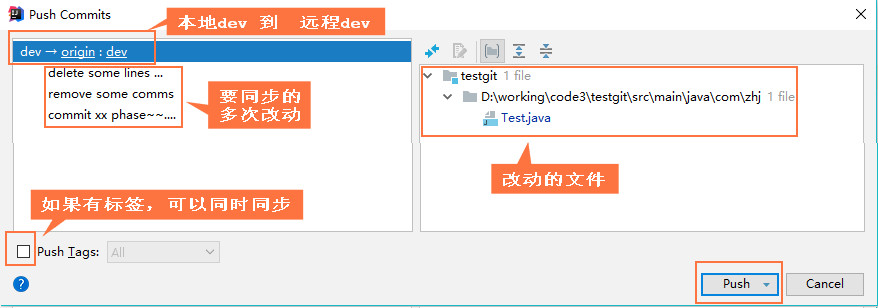 Push Commits
本地dev 到 远程dev
dev → origin : dev
delete some lines ...
remove some comms
commit xx phase~~....
要同步的
多次改动
testgit 1 file
D:\working\code3\testgit\src\main\java\com\zhj 1 file
Test.java
改动的文件
如果有标签，可以同时同步
Push Tags: All
?
Push
Cancel